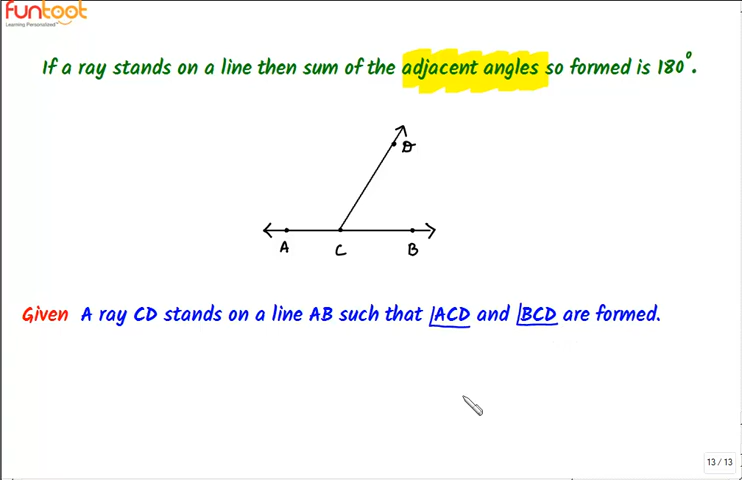 funtoot
Learning Personalized
If a ray stands on a line then sum of the adjacent angles so formed is 180°.
D
A C B
Given A ray CD stands on a line AB such that ∠ACD and ∠BCD are formed.
13 / 13